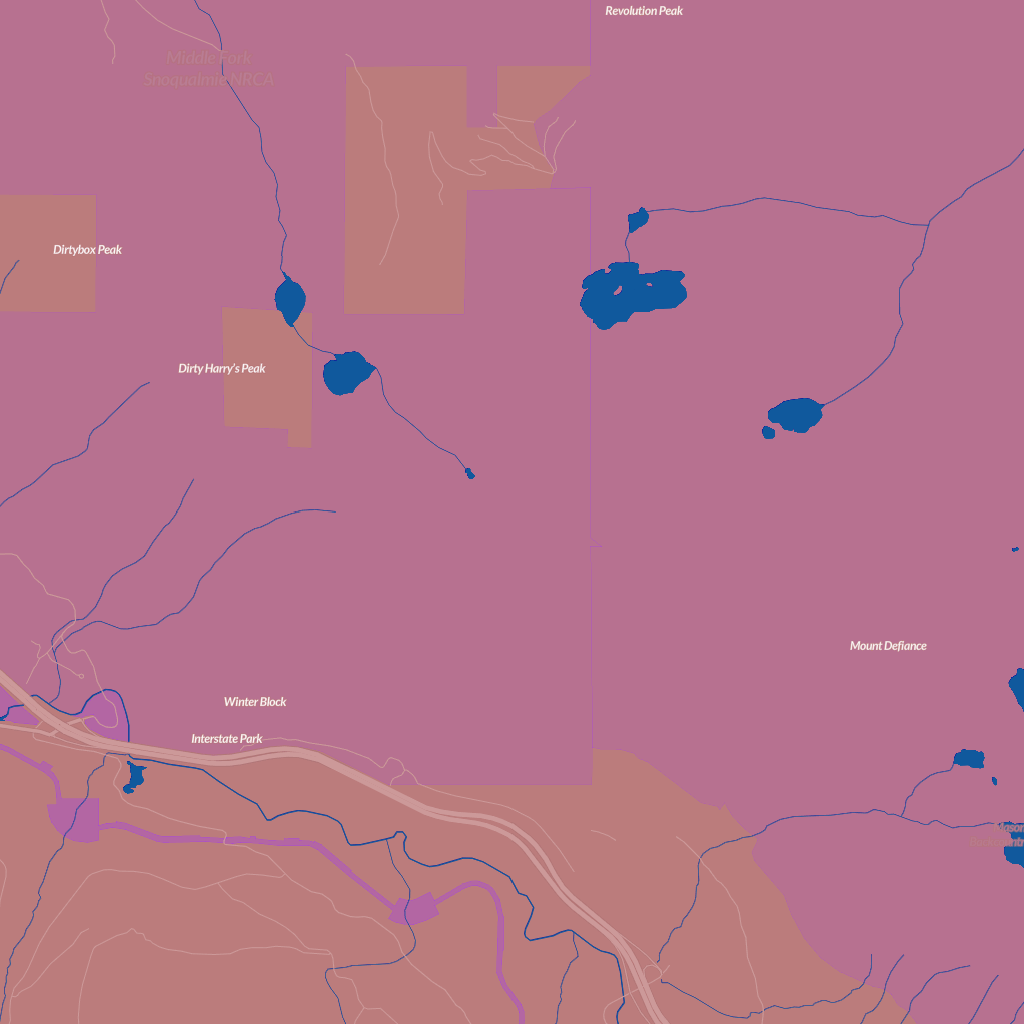 Revolution Peak
Middle Fork
Snoqualmie NRCA
Dirtybox Peak
Dirty Harry's Peak
Mount Defiance
Winter Block
Interstate Park